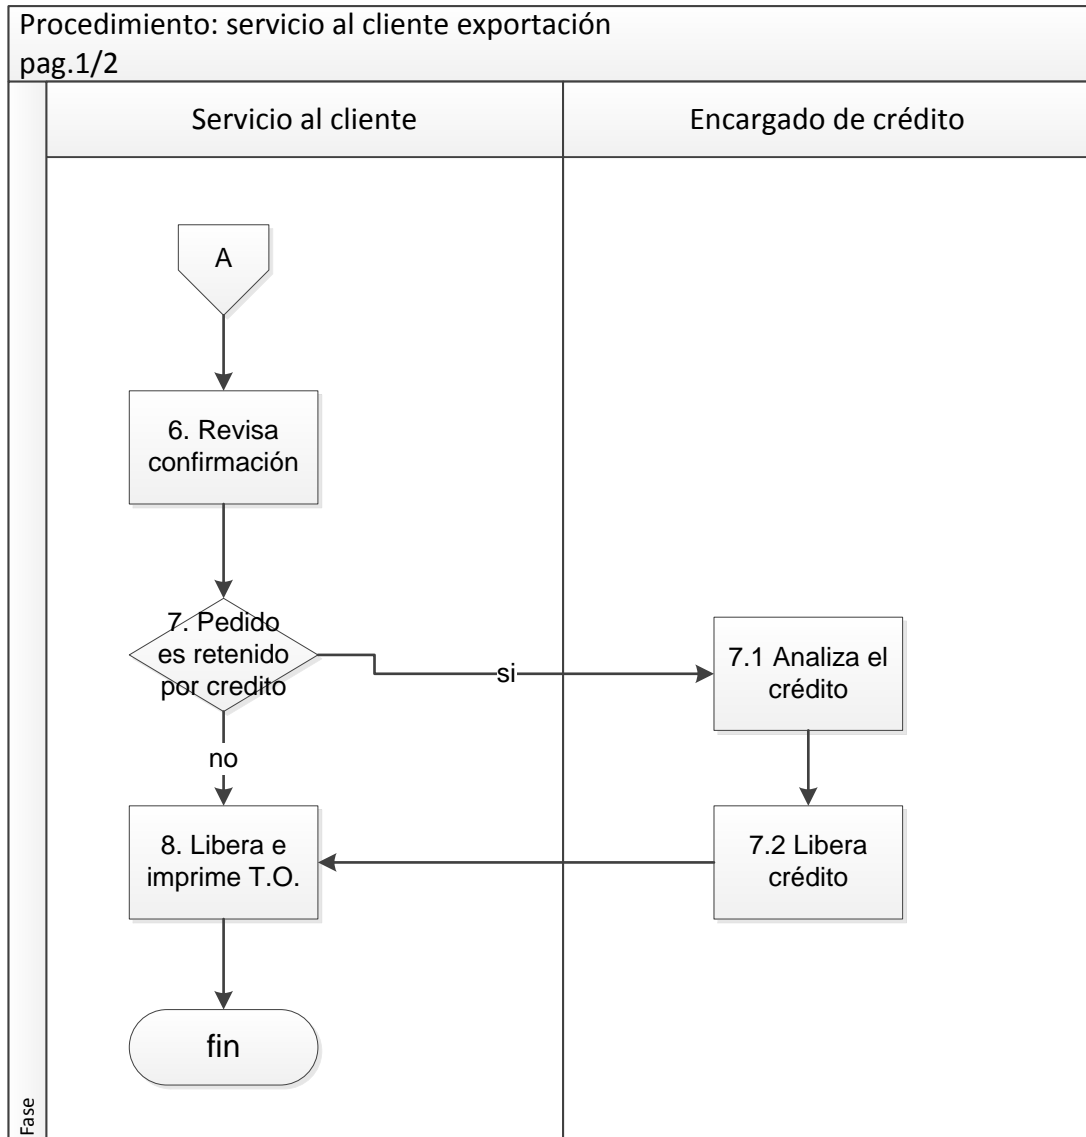 Procedimiento: servicio al cliente exportación
pag.1/2
Servicio al cliente
Encargado de crédito
A
6. Revisa
confirmación
7. Pedido
es retenido
por credito
si
7.1 Analiza el
crédito
no
8. Libera e
imprime T.O.
7.2 Libera
crédito
fin
Fase